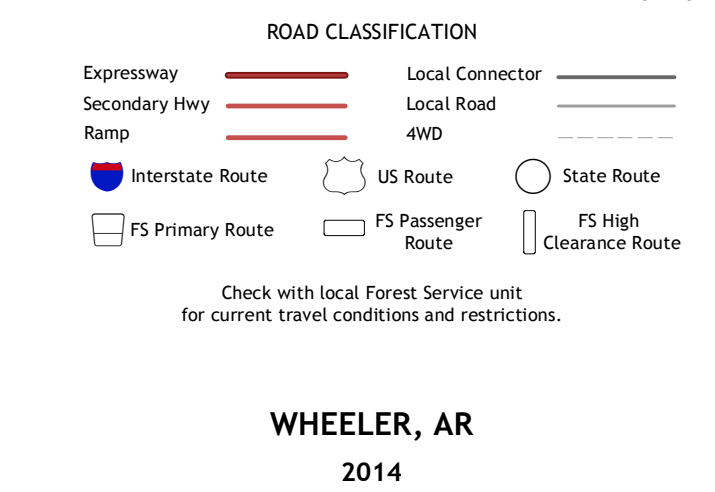 ROAD CLASSIFICATION
Expressway
Local Connector
Secondary Hwy
Local Road
Ramp
4WD
Interstate Route
US Route
State Route
FS Primary Route
FS Passenger
Route
FS High
Clearance Route
Check with local Forest Service unit
for current travel conditions and restrictions.
WHEELER, AR
2014